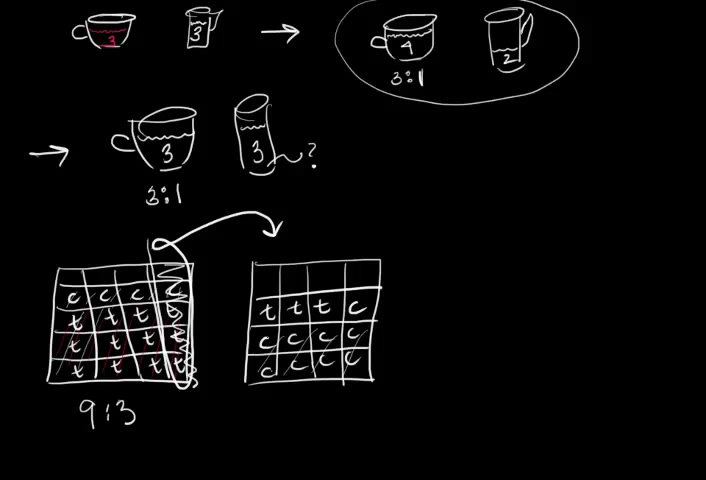 3 3 → 4 2
3:1
→ 3 3 ?
3:1
c c c c
t t t t t t c
t t t t c c c c
t t t t c c c c
9:3